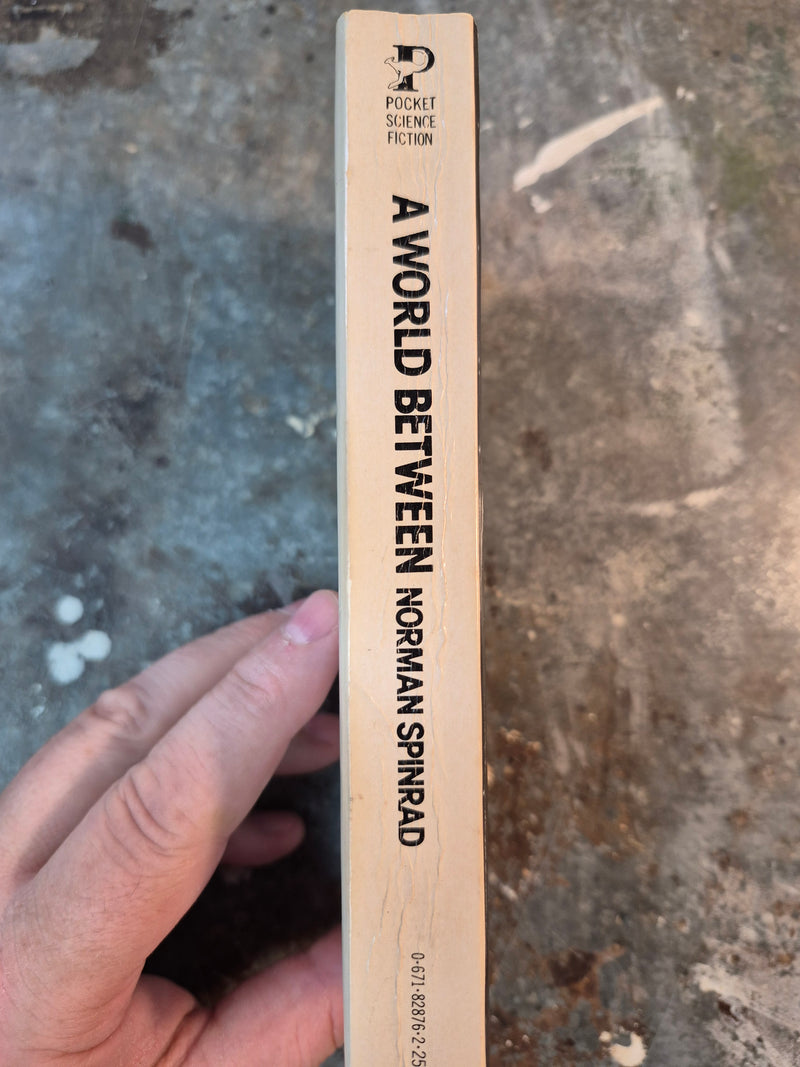 P
POCKET
SCIENCE
FICTION
A WORLD BETWEEN NORMAN SPINRAD
0·671·82876·2·25